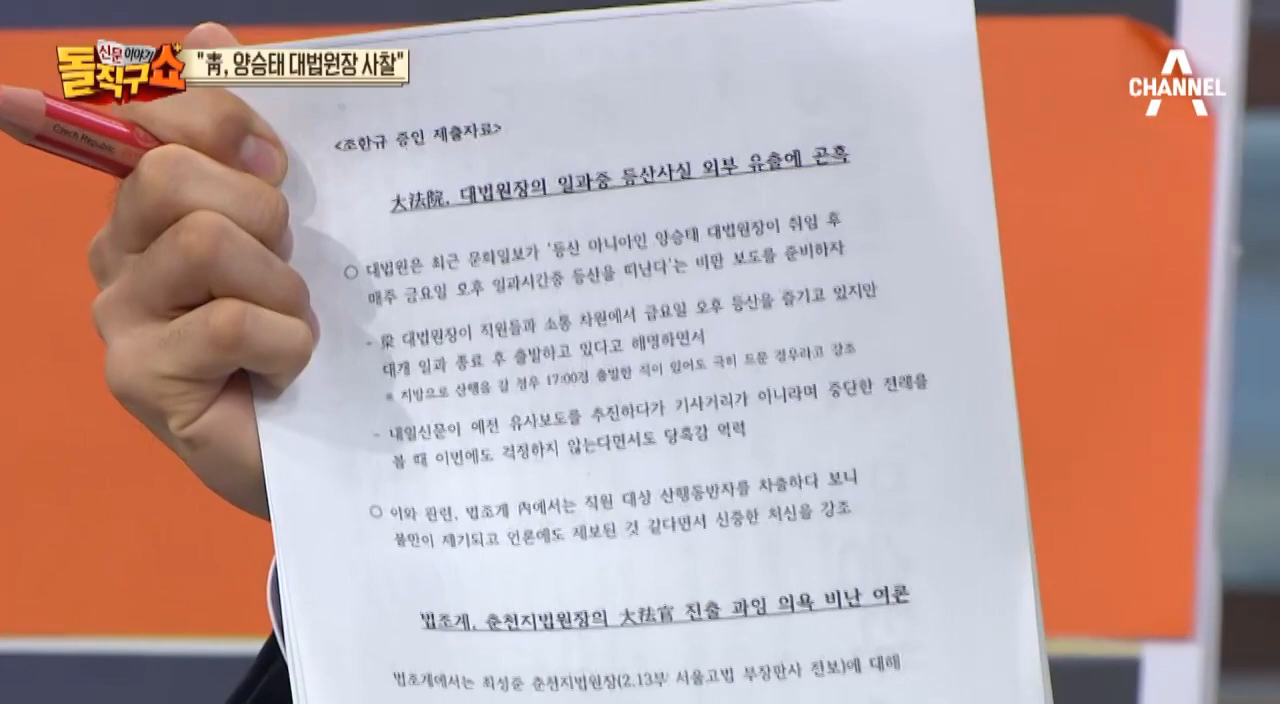 신문이야기
돌직구쇼+
"靑, 양승태 대법원장 사찰"
CHANNEL A
Czech Republic
<조한규 증인 제출자료>
大法院, 대법원장의 일과중 등산사실 외부 유출에 곤혹
○ 대법원은 최근 문화일보가 '등산 마니아인 양승태 대법원장이 취임 후
매주 금요일 오후 일과시간중 등산을 떠난다'는 비판 보도를 준비하자
- 梁 대법원장이 직원들과 소통 차원에서 금요일 오후 등산을 즐기고 있지만
대개 일과 종료 후 출발하고 있다고 해명하면서
※ 지방으로 산행을 갈 경우 17:00경 출발한 적이 있어도 극히 드문 경우라고 강조
- 내일신문이 예전 유사보도를 추진하다가 기사거리가 아니라며 중단한 전례를
볼 때 이번에도 걱정하지 않는다면서도 당혹감 역력
○ 이와 관련, 법조계 內에서는 직원 대상 산행동반자를 차출하다 보니
불만이 제기되고 언론에도 제보된 것 같다면서 신중한 처신을 강조
법조계, 춘천지법원장의 大法官 진출 과잉 의욕 비난 여론
법조계에서는 최성준 춘천지법원장(2.13부 서울고법 부장판사 전보)에 대해